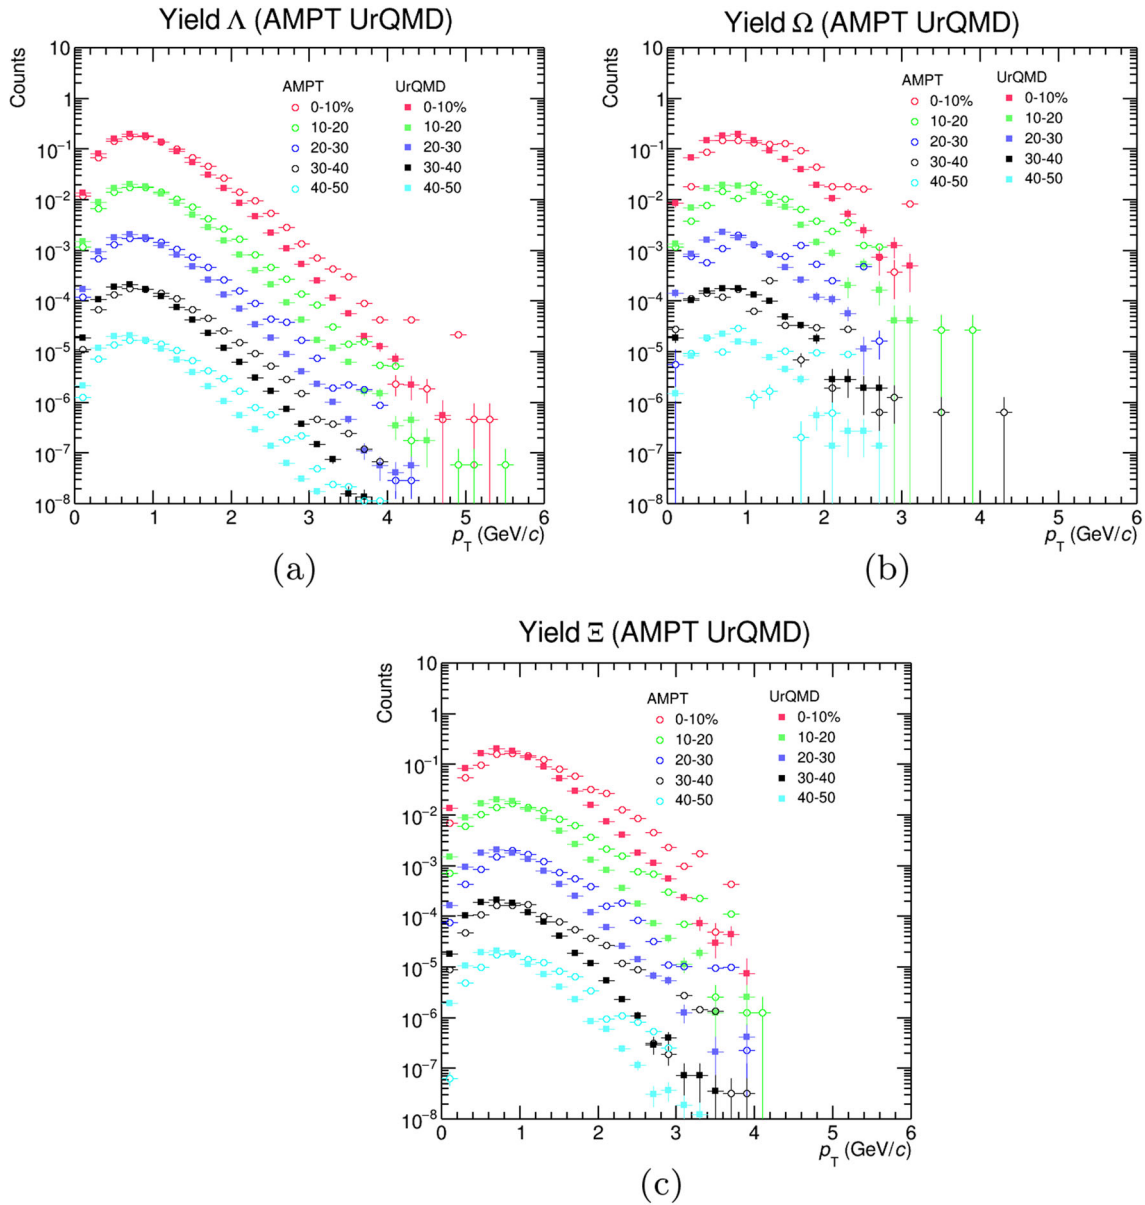 Yield Λ (AMPT UrQMD)
Counts
10
1
10⁻¹
10⁻²
10⁻³
10⁻⁴
10⁻⁵
10⁻⁶
10⁻⁷
10⁻⁸
AMPT UrQMD
0-10% 0-10%
10-20 10-20
20-30 20-30
30-40 30-40
40-50 40-50
0 1 2 3 4 5 6
p_T (GeV/c)
(a)
Yield Ω (AMPT UrQMD)
Counts
10
1
10⁻¹
10⁻²
10⁻³
10⁻⁴
10⁻⁵
10⁻⁶
10⁻⁷
10⁻⁸
AMPT UrQMD
0-10% 0-10%
10-20 10-20
20-30 20-30
30-40 30-40
40-50 40-50
0 1 2 3 4 5 6
p_T (GeV/c)
(b)
Yield Ξ (AMPT UrQMD)
Counts
10
1
10⁻¹
10⁻²
10⁻³
10⁻⁴
10⁻⁵
10⁻⁶
10⁻⁷
10⁻⁸
AMPT UrQMD
0-10% 0-10%
10-20 10-20
20-30 20-30
30-40 30-40
40-50 40-50
0 1 2 3 4 5 6
p_T (GeV/c)
(c)